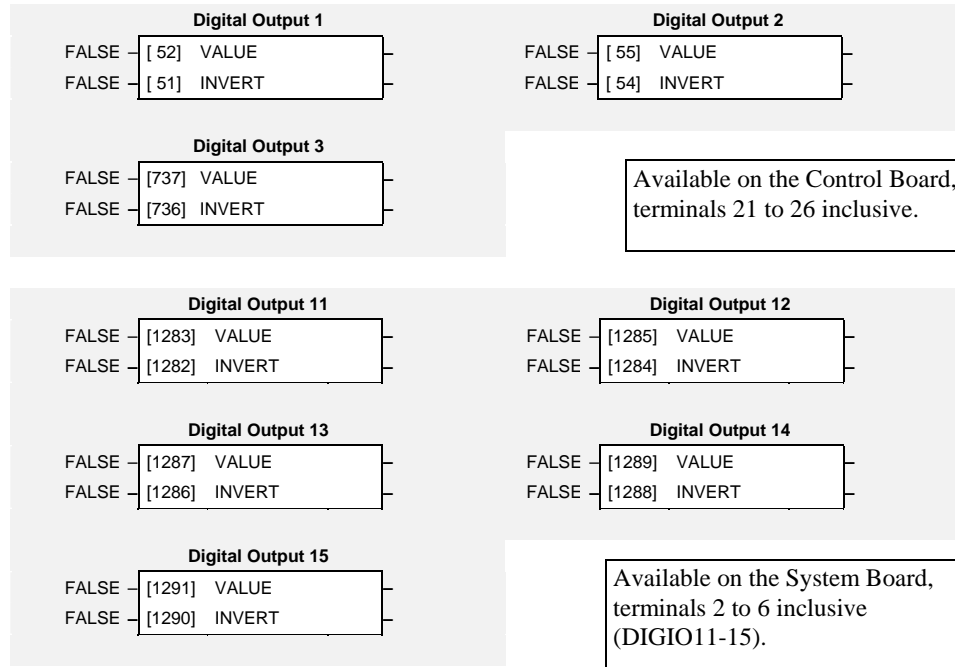 Digital Output 1
FALSE – [ 52] VALUE
FALSE – [ 51] INVERT
Digital Output 2
FALSE – [ 55] VALUE
FALSE – [ 54] INVERT
Digital Output 3
FALSE – [737] VALUE
FALSE – [736] INVERT
Available on the Control Board,
terminals 21 to 26 inclusive.
Digital Output 11
FALSE – [1283] VALUE
FALSE – [1282] INVERT
Digital Output 12
FALSE – [1285] VALUE
FALSE – [1284] INVERT
Digital Output 13
FALSE – [1287] VALUE
FALSE – [1286] INVERT
Digital Output 14
FALSE – [1289] VALUE
FALSE – [1288] INVERT
Digital Output 15
FALSE – [1291] VALUE
FALSE – [1290] INVERT
Available on the System Board,
terminals 2 to 6 inclusive
(DIGIO11-15).